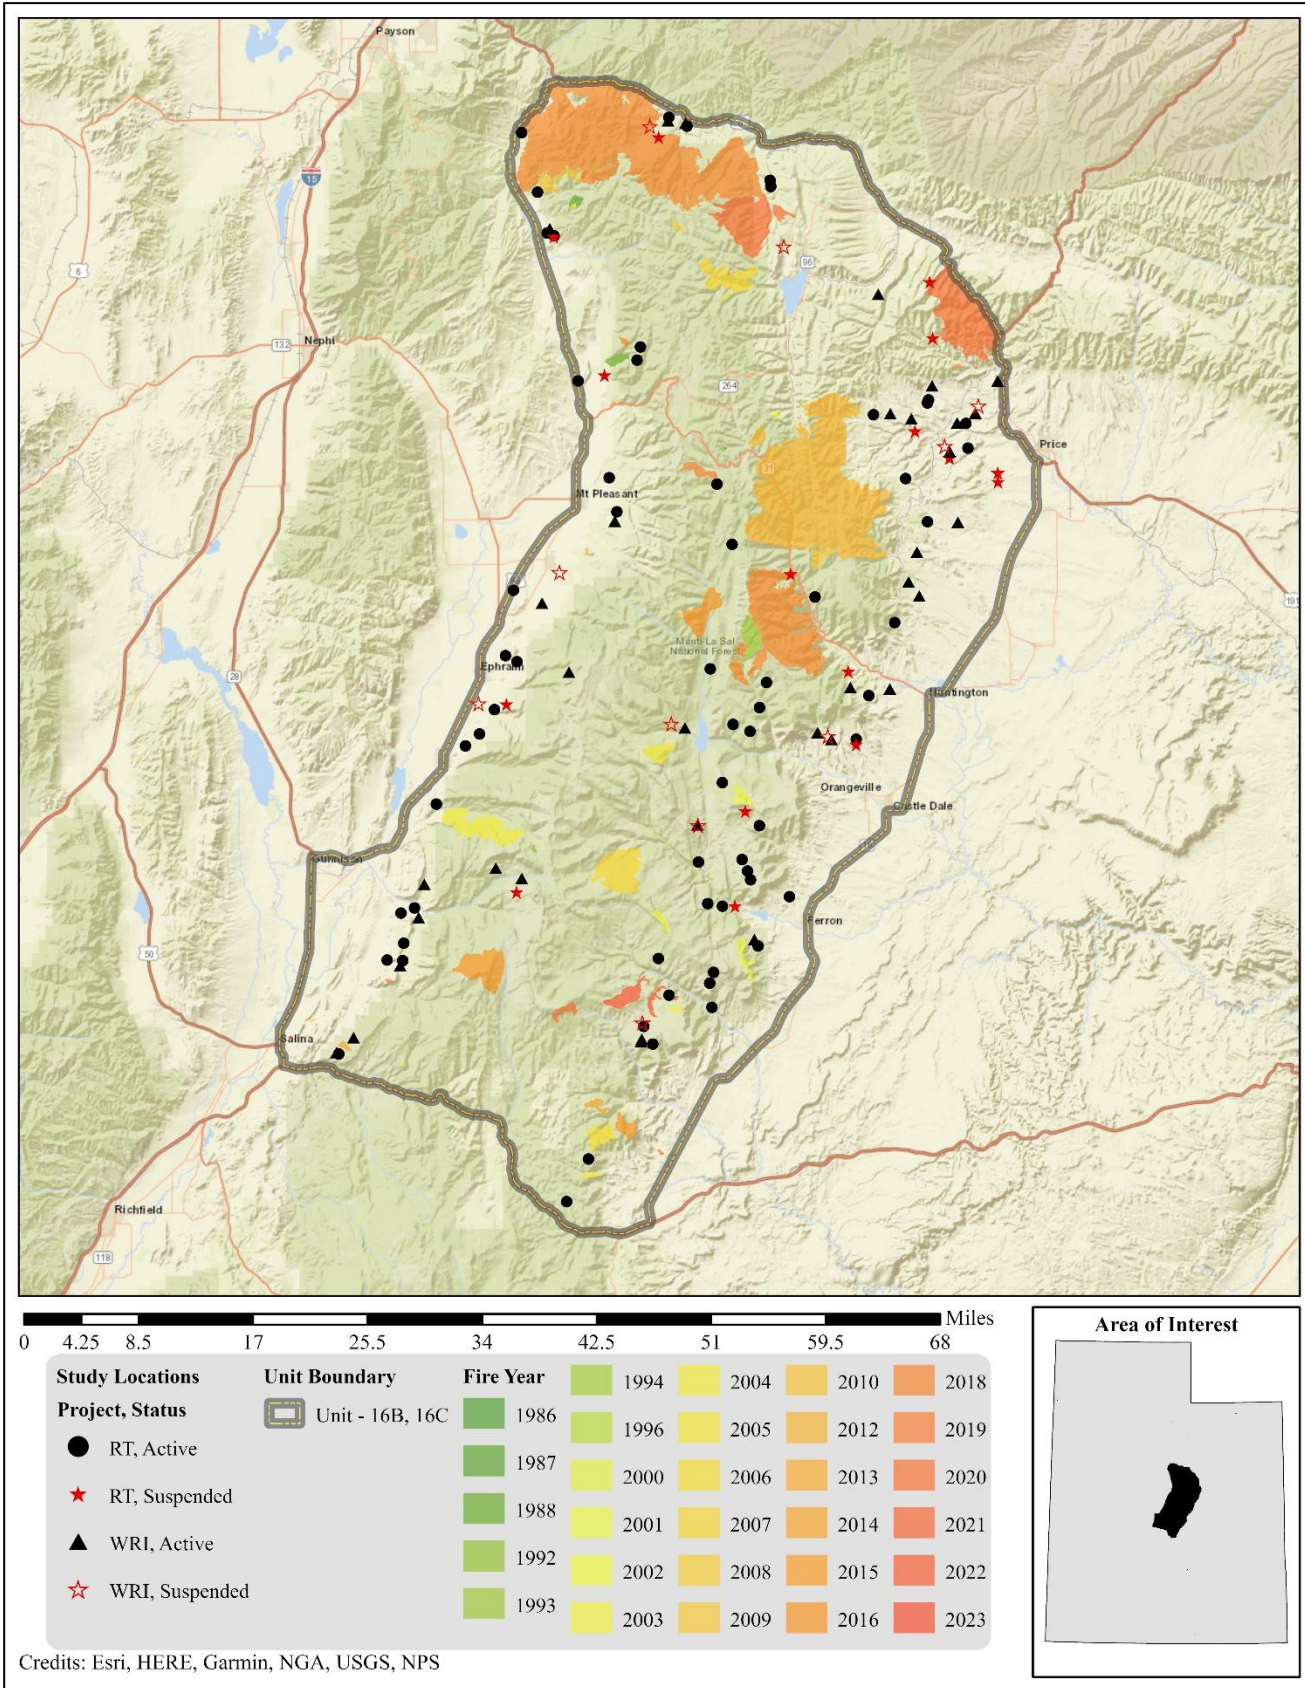 Payson
15
6
96
132
Nephi
264
Price
31
Mt Pleasant
191
Manti-La Sal
National Forest
Ephraim
28
Huntington
Orangeville
Castle Dale
Gunnison
Ferron
50
Salina
Richfield
118
Miles
0 4.25 8.5 17 25.5 34 42.5 51 59.5 68
Study Locations
Project, Status
RT, Active
RT, Suspended
WRI, Active
WRI, Suspended
Unit Boundary
Unit - 16B, 16C
Fire Year
1986
1987
1988
1992
1993
1994
1996
2000
2001
2002
2003
2004
2005
2006
2007
2008
2009
2010
2012
2013
2014
2015
2016
2018
2019
2020
2021
2022
2023
Area of Interest
Credits: Esri, HERE, Garmin, NGA, USGS, NPS